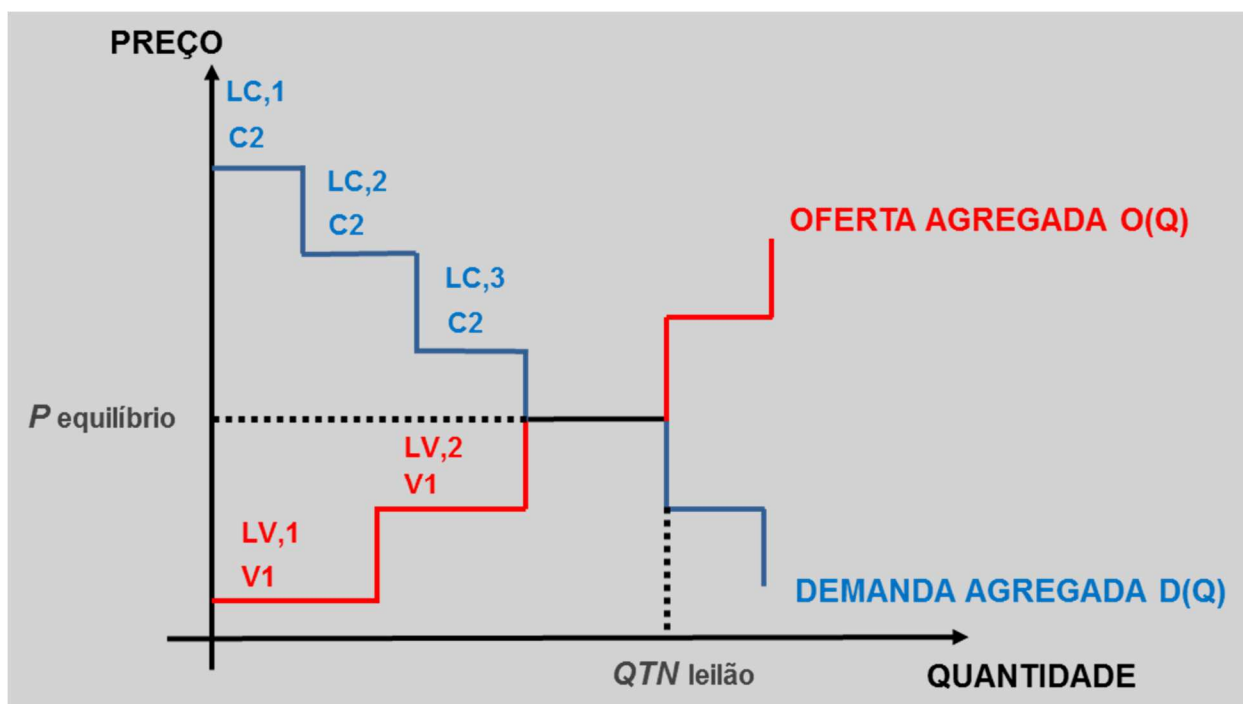 PREÇO
LC,1
C2
LC,2
C2
OFERTA AGREGADA O(Q)
LC,3
C2
P equilíbrio
LV,2
V1
LV,1
V1
DEMANDA AGREGADA D(Q)
QTN leilão
QUANTIDADE